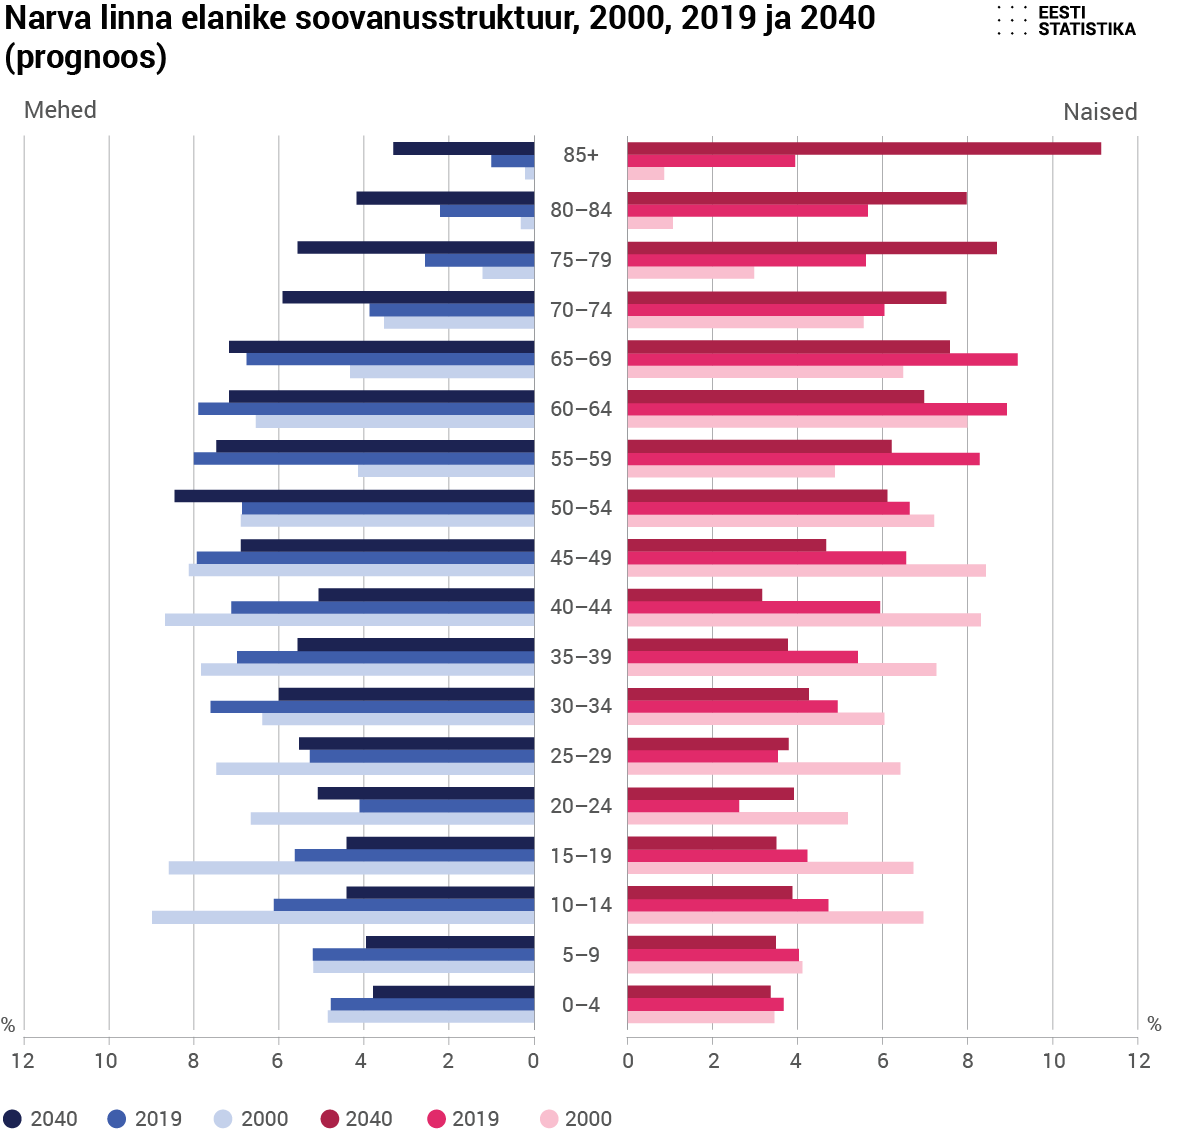 Narva linna elanike soovanusstruktuur, 2000, 2019 ja 2040
(prognoos)
EESTI
STATISTIKA
Mehed
Naised
85+
80–84
75–79
70–74
65–69
60–64
55–59
50–54
45–49
40–44
35–39
30–34
25–29
20–24
15–19
10–14
5–9
0–4
%
%
12 10 8 6 4 2 0 0 2 4 6 8 10 12
2040 2019 2000 2040 2019 2000